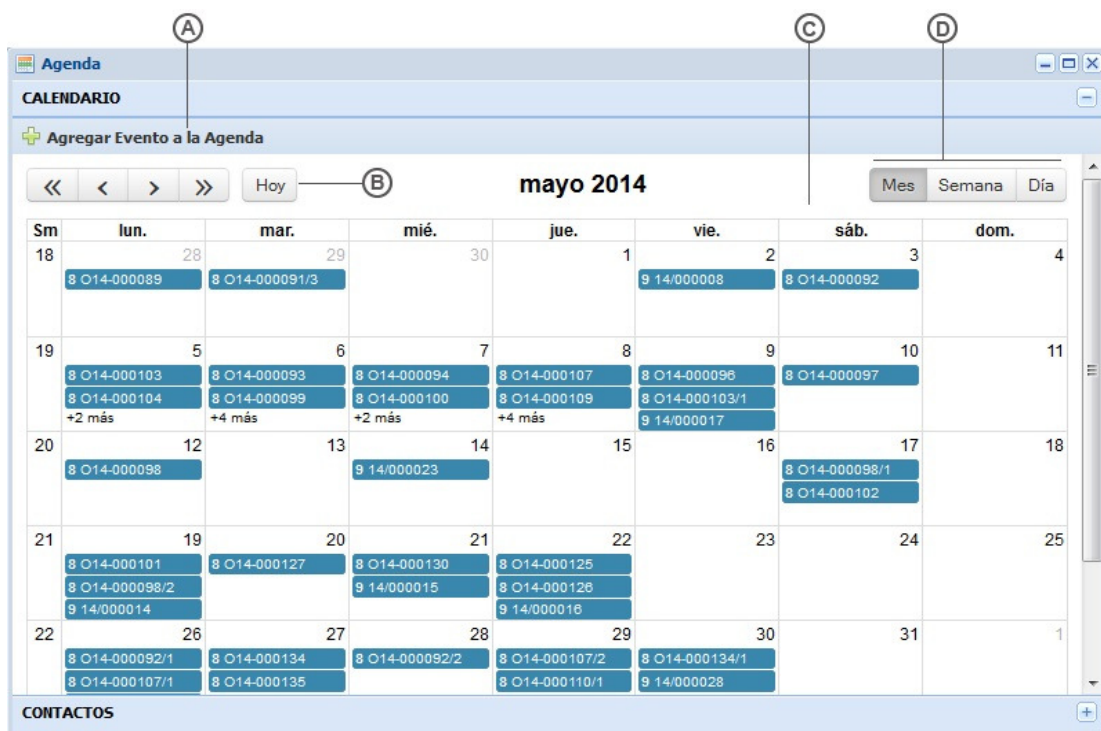 A C D
Agenda
CALENDARIO
Agregar Evento a la Agenda
« < > » Hoy B mayo 2014 Mes Semana Día
Sm lun. mar. mié. jue. vie. sáb. dom.
18 28 29 30 1 2 3 4
8 O14-000089 8 O14-000091/3 9 14/000008 8 O14-000092
19 5 6 7 8 9 10 11
8 O14-000103 8 O14-000093 8 O14-000094 8 O14-000107 8 O14-000096 8 O14-000097
8 O14-000104 8 O14-000099 8 O14-000100 8 O14-000109 8 O14-000103/1
+2 más +4 más +2 más +4 más 9 14/000017
20 12 13 14 15 16 17 18
8 O14-000098 9 14/000023 8 O14-000098/1
8 O14-000102
21 19 20 21 22 23 24 25
8 O14-000101 8 O14-000127 8 O14-000130 8 O14-000125
8 O14-000098/2 9 14/000015 8 O14-000126
9 14/000014 9 14/000016
22 26 27 28 29 30 31 1
8 O14-000092/1 8 O14-000134 8 O14-000092/2 8 O14-000107/2 8 O14-000134/1
8 O14-000107/1 8 O14-000135 8 O14-000110/1 9 14/000028
CONTACTOS